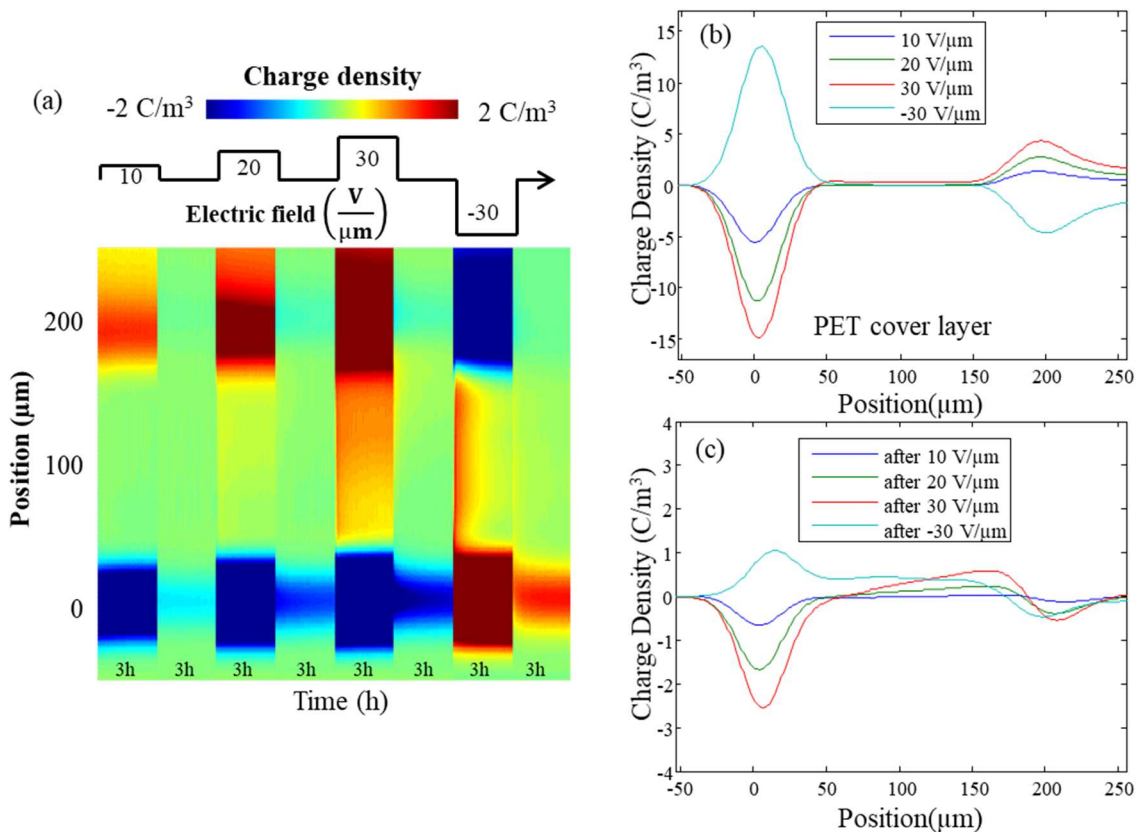 (a)
Charge density
-2 C/m³
2 C/m³
10
20
30
-30
Electric field (V/µm)
Position (µm)
200
100
0
3h 3h 3h 3h 3h 3h 3h 3h
Time (h)
(b)
10 V/µm
20 V/µm
30 V/µm
-30 V/µm
Charge Density (C/m³)
15
10
5
0
-5
-10
-15
PET cover layer
-50 0 50 100 150 200 250
Position(µm)
(c)
after 10 V/µm
after 20 V/µm
after 30 V/µm
after -30 V/µm
Charge Density (C/m³)
4
3
2
1
0
-1
-2
-3
-4
-50 0 50 100 150 200 250
Position(µm)